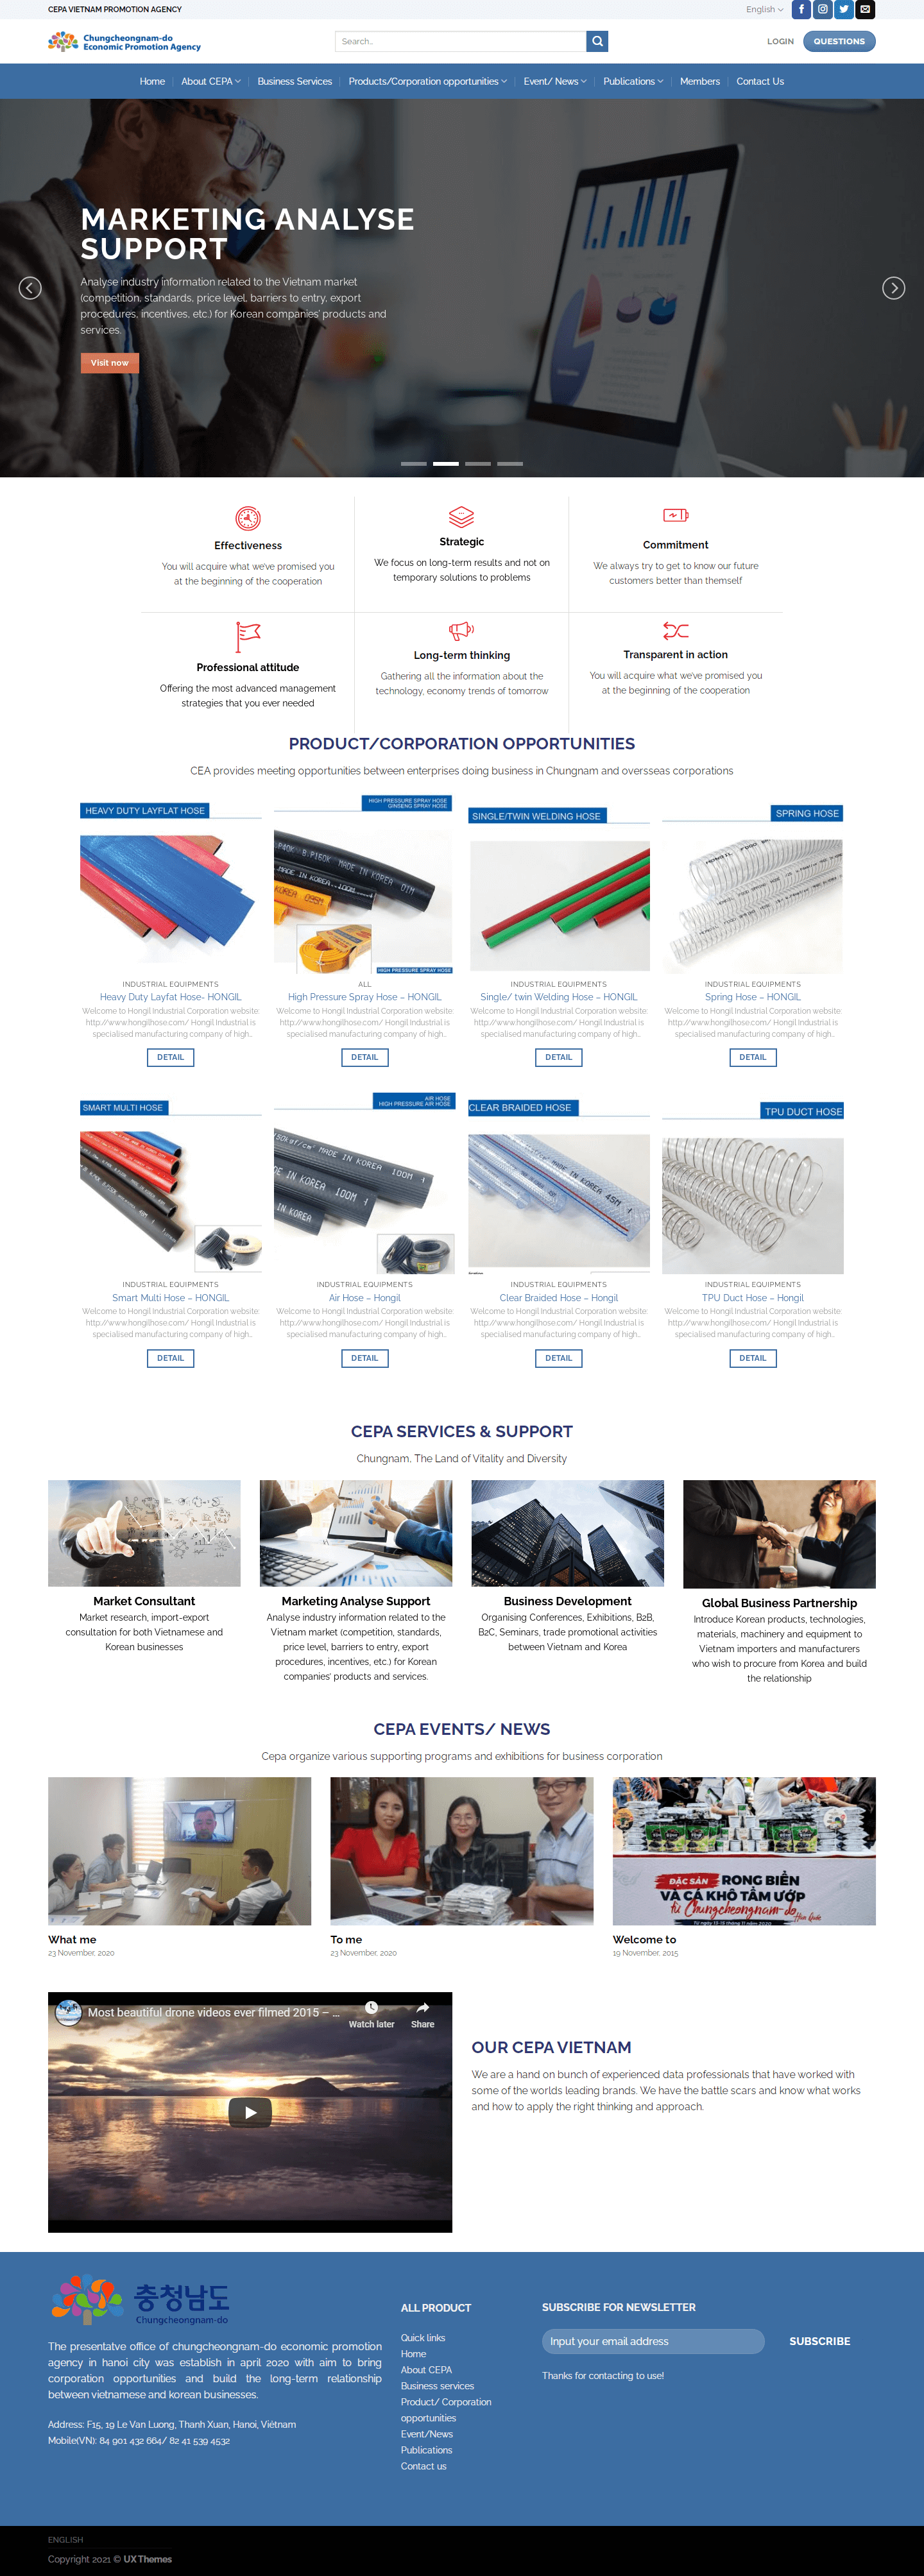 CEPA VIETNAM PROMOTION AGENCY
English
Chungcheongnam-do
Economic Promotion Agency
Search...
LOGIN
QUESTIONS
Home
About CEPA
Business Services
Products/Corporation opportunities
Event/ News
Publications
Members
Contact Us
MARKETING ANALYSE
SUPPORT
Analyse industry information related to the Vietnam market
(competition, standards, price level, barriers to entry, export
procedures, incentives, etc.) for Korean companies' products and
services.
Visit now
Effectiveness
You will acquire what we've promised you
at the beginning of the cooperation
Strategic
We focus on long-term results and not on
temporary solutions to problems
Commitment
We always try to get to know our future
customers better than themself
Professional attitude
Offering the most advanced management
strategies that you ever needed
Long-term thinking
Gathering all the information about the
technology, economy trends of tomorrow
Transparent in action
You will acquire what we've promised you
at the beginning of the cooperation
PRODUCT/CORPORATION OPPORTUNITIES
CEA provides meeting opportunities between enterprises doing business in Chungnam and oversseas corporations
HEAVY DUTY LAYFLAT HOSE
HIGH PRESSURE SPRAY HOSE
GINSENG SPRAY HOSE
HIGH PRESSURE SPRAY HOSE
SINGLE/TWIN WELDING HOSE
SPRING HOSE
INDUSTRIAL EQUIPMENTS
Heavy Duty Layfat Hose- HONGIL
Welcome to Hongil Industrial Corporation website:
http://www.hongilhose.com/ Hongil Industrial is
specialised manufacturing company of high...
DETAIL
ALL
High Pressure Spray Hose – HONGIL
Welcome to Hongil Industrial Corporation website:
http://www.hongilhose.com/ Hongil Industrial is
specialised manufacturing company of high...
DETAIL
INDUSTRIAL EQUIPMENTS
Single/ twin Welding Hose – HONGIL
Welcome to Hongil Industrial Corporation website:
http://www.hongilhose.com/ Hongil Industrial is
specialised manufacturing company of high...
DETAIL
INDUSTRIAL EQUIPMENTS
Spring Hose – HONGIL
Welcome to Hongil Industrial Corporation website:
http://www.hongilhose.com/ Hongil Industrial is
specialised manufacturing company of high...
DETAIL
SMART MULTI HOSE
AIR HOSE
HIGH PRESSURE AIR HOSE
MADE IN KOREA 100M
CLEAR BRAIDED HOSE
MADE IN KOREA 45M
TPU DUCT HOSE
INDUSTRIAL EQUIPMENTS
Smart Multi Hose – HONGIL
Welcome to Hongil Industrial Corporation website:
http://www.hongilhose.com/ Hongil Industrial is
specialised manufacturing company of high...
DETAIL
INDUSTRIAL EQUIPMENTS
Air Hose – Hongil
Welcome to Hongil Industrial Corporation website:
http://www.hongilhose.com/ Hongil Industrial is
specialised manufacturing company of high...
DETAIL
INDUSTRIAL EQUIPMENTS
Clear Braided Hose – Hongil
Welcome to Hongil Industrial Corporation website:
http://www.hongilhose.com/ Hongil Industrial is
specialised manufacturing company of high...
DETAIL
INDUSTRIAL EQUIPMENTS
TPU Duct Hose – Hongil
Welcome to Hongil Industrial Corporation website:
http://www.hongilhose.com/ Hongil Industrial is
specialised manufacturing company of high...
DETAIL
CEPA SERVICES & SUPPORT
Chungnam, The Land of Vitality and Diversity
Market Consultant
Market research, import-export
consultation for both Vietnamese and
Korean businesses
Marketing Analyse Support
Analyse industry information related to the
Vietnam market (competition, standards,
price level, barriers to entry, export
procedures, incentives, etc.) for Korean
companies' products and services.
Business Development
Organising Conferences, Exhibitions, B2B,
B2C, Seminars, trade promotional activities
between Vietnam and Korea
Global Business Partnership
Introduce Korean products, technologies,
materials, machinery and equipment to
Vietnam importers and manufacturers
who wish to procure from Korea and build
the relationship
CEPA EVENTS/ NEWS
Cepa organize various supporting programs and exhibitions for business corporation
ĐẶC SẢN RONG BIỂN
VÀ CÁ KHÔ TẨM ƯỚP
từ Chungcheongnam-do, Hàn Quốc
What me
23 November, 2020
To me
23 November, 2020
Welcome to
19 November, 2015
Most beautiful drone videos ever filmed 2015 – ...
Watch later
Share
OUR CEPA VIETNAM
We are a hand on bunch of experienced data professionals that have worked with
some of the worlds leading brands. We have the battle scars and know what works
and how to apply the right thinking and approach.
충청남도
Chungcheongnam-do
The presentatve office of chungcheongnam-do economic promotion
agency in hanoi city was establish in april 2020 with aim to bring
corporation opportunities and build the long-term relationship
between vietnamese and korean businesses.
Address: F15, 19 Le Van Luong, Thanh Xuan, Hanoi, Viêtnam
Mobile(VN): 84 901 432 664/ 82 41 539 4532
ALL PRODUCT
Quick links
Home
About CEPA
Business services
Product/ Corporation
opportunities
Event/News
Publications
Contact us
SUBSCRIBE FOR NEWSLETTER
Input your email address
SUBSCRIBE
Thanks for contacting to use!
ENGLISH
Copyright 2021 © UX Themes